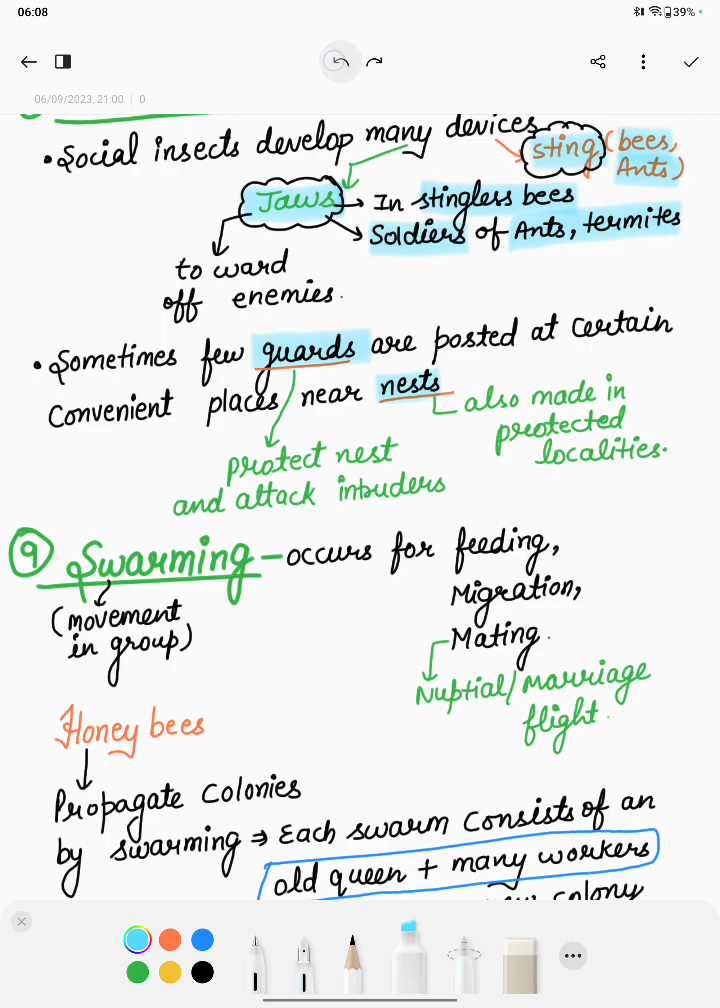 06:08
39%
06/09/2023, 21:00 | 0
• Social insects develop many devices
sting (bees,
Ants)
Jaws → In stingless bees
Soldiers of Ants, termites
to ward
off enemies.
• Sometimes few guards are posted at certain
Convenient places near nests
also made in
protected
localities.
protect nest
and attack intruders
9 Swarming – occurs for feeding,
Migration,
Mating.
(movement
in group)
Nuptial/marriage
flight.
Honey bees
Propagate Colonies
by swarming ⇒ Each swarm consists of an
old queen + many workers
colony